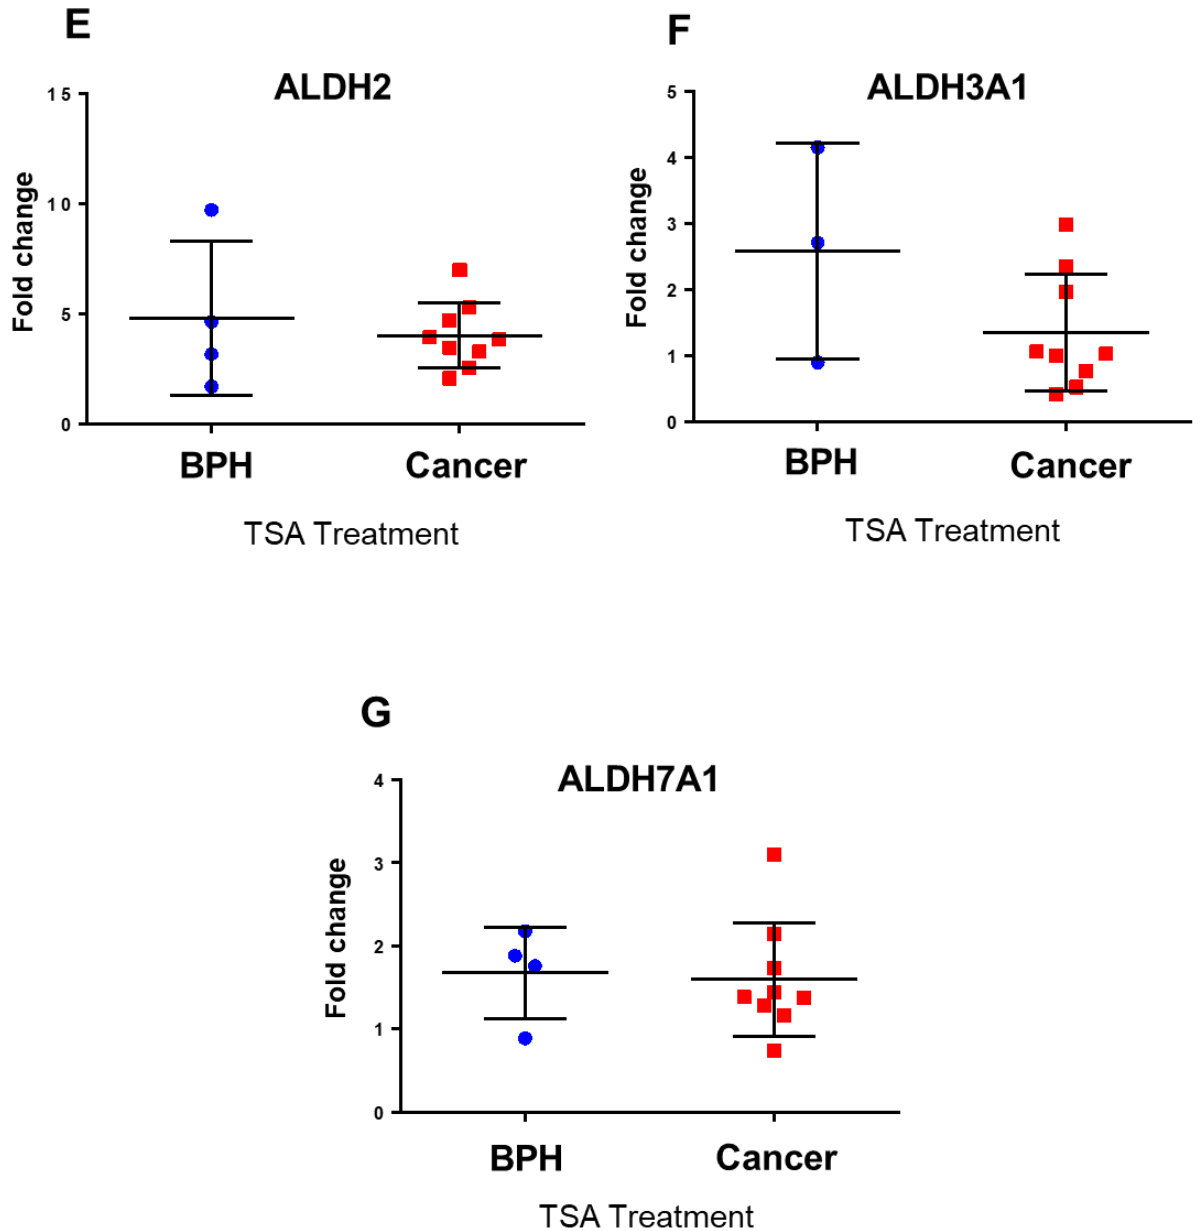 E
ALDH2
15
10
5
0
Fold change
BPH Cancer
TSA Treatment
F
ALDH3A1
5
4
3
2
1
0
Fold change
BPH Cancer
TSA Treatment
G
ALDH7A1
4
3
2
1
0
Fold change
BPH Cancer
TSA Treatment